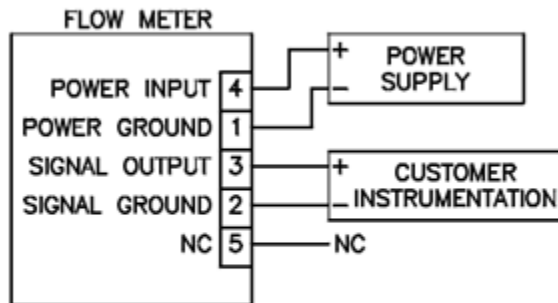 FLOW METER
POWER INPUT 4
POWER GROUND 1
SIGNAL OUTPUT 3
SIGNAL GROUND 2
NC 5
+ POWER
- SUPPLY
+ CUSTOMER
- INSTRUMENTATION
NC